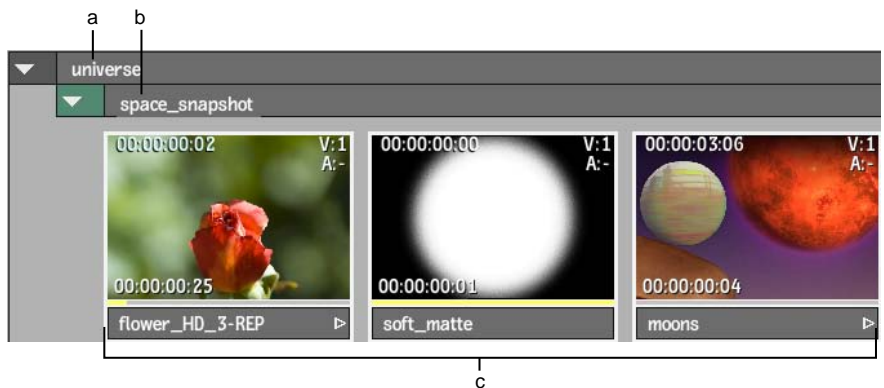 a b
universe
space_snapshot
00:00:00:02 V:1
A:-
00:00:00:25
flower_HD_3-REP
00:00:00:00 V:1
A:-
00:00:00:01
soft_matte
00:00:03:06 V:1
A:-
00:00:00:04
moons
c